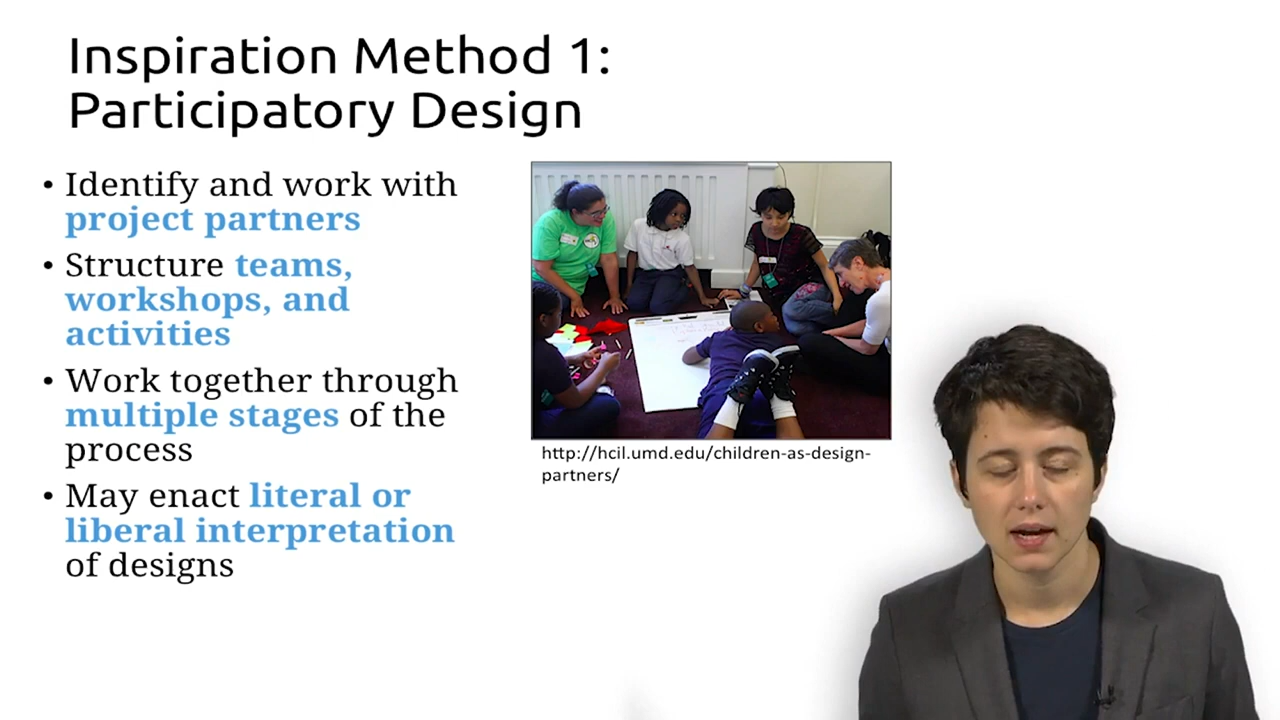 Inspiration Method 1:
Participatory Design
• Identify and work with
project partners
• Structure teams,
workshops, and
activities
• Work together through
multiple stages of the
process
• May enact literal or
liberal interpretation
of designs
http://hcil.umd.edu/children-as-design-
partners/